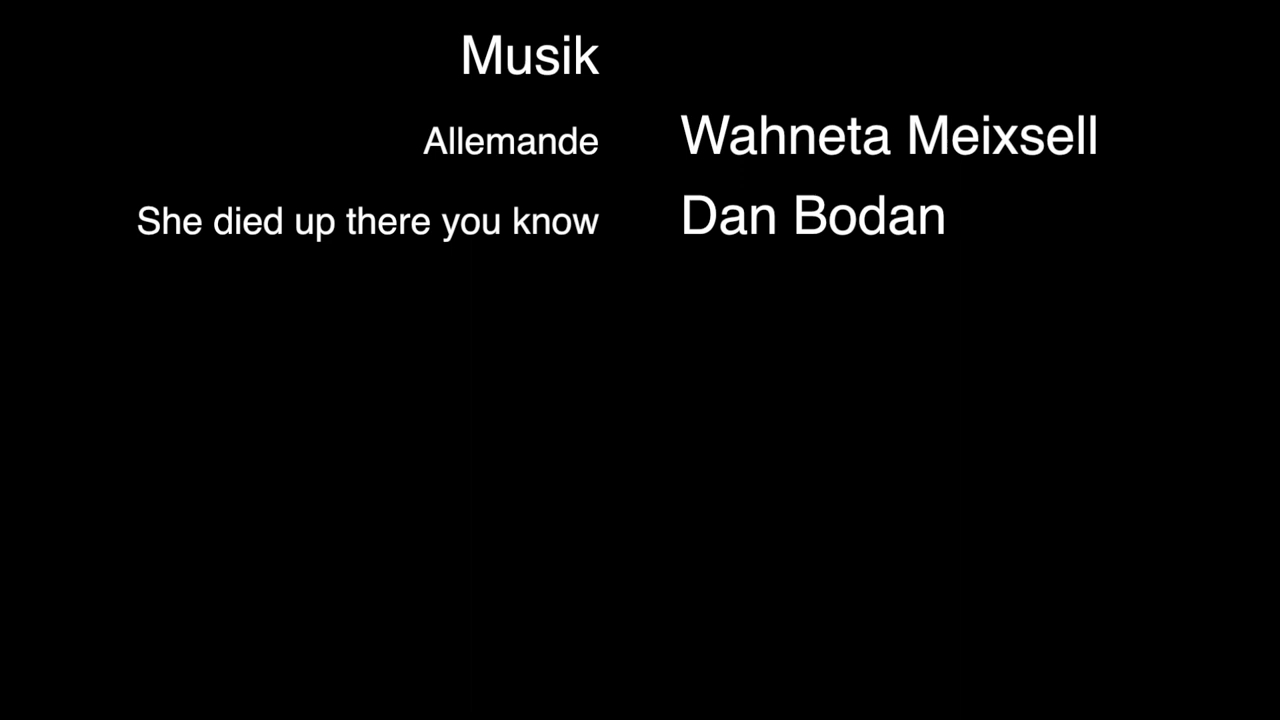 Musik
Allemande Wahneta Meixsell
She died up there you know Dan Bodan